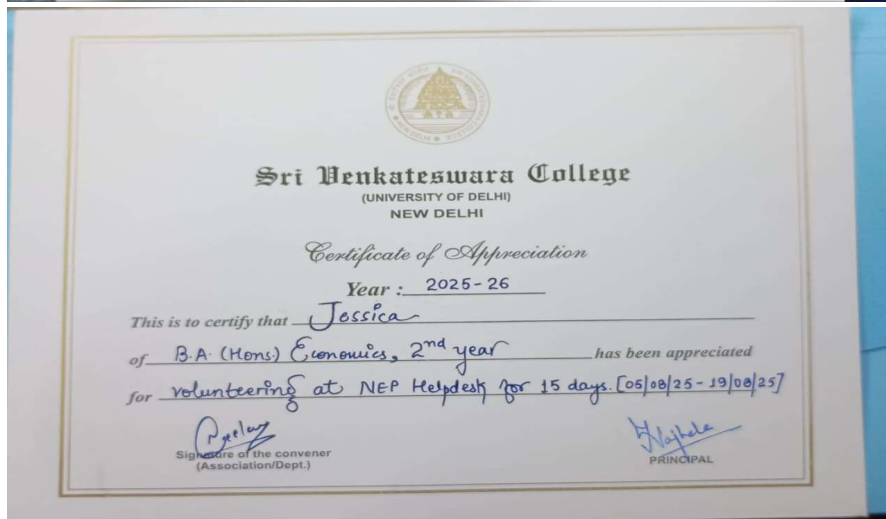 Sri Venkateswara College
(UNIVERSITY OF DELHI)
NEW DELHI
Certificate of Appreciation
Year : 2025-26
This is to certify that Jessica
of B.A. (Hons.) Economics, 2nd year has been appreciated
for volunteering at NEP Helpdesk for 15 days. [05/08/25 - 19/08/25]
Signature of the convener
(Association/Dept.)
PRINCIPAL